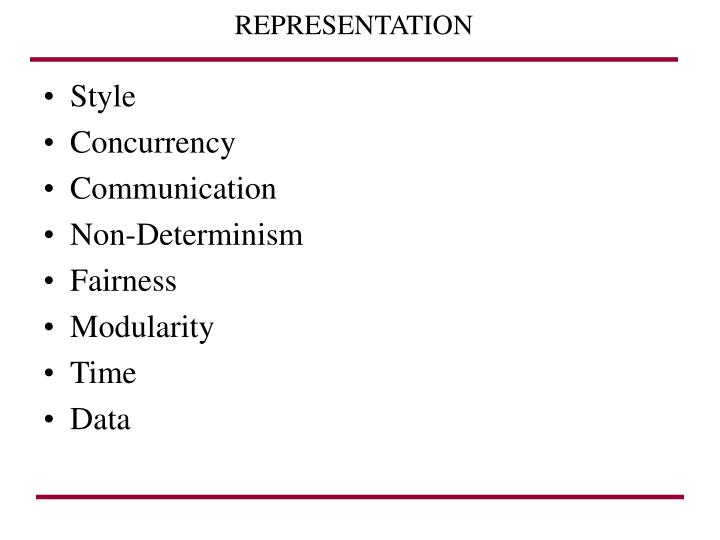 REPRESENTATION
• Style
• Concurrency
• Communication
• Non-Determinism
• Fairness
• Modularity
• Time
• Data